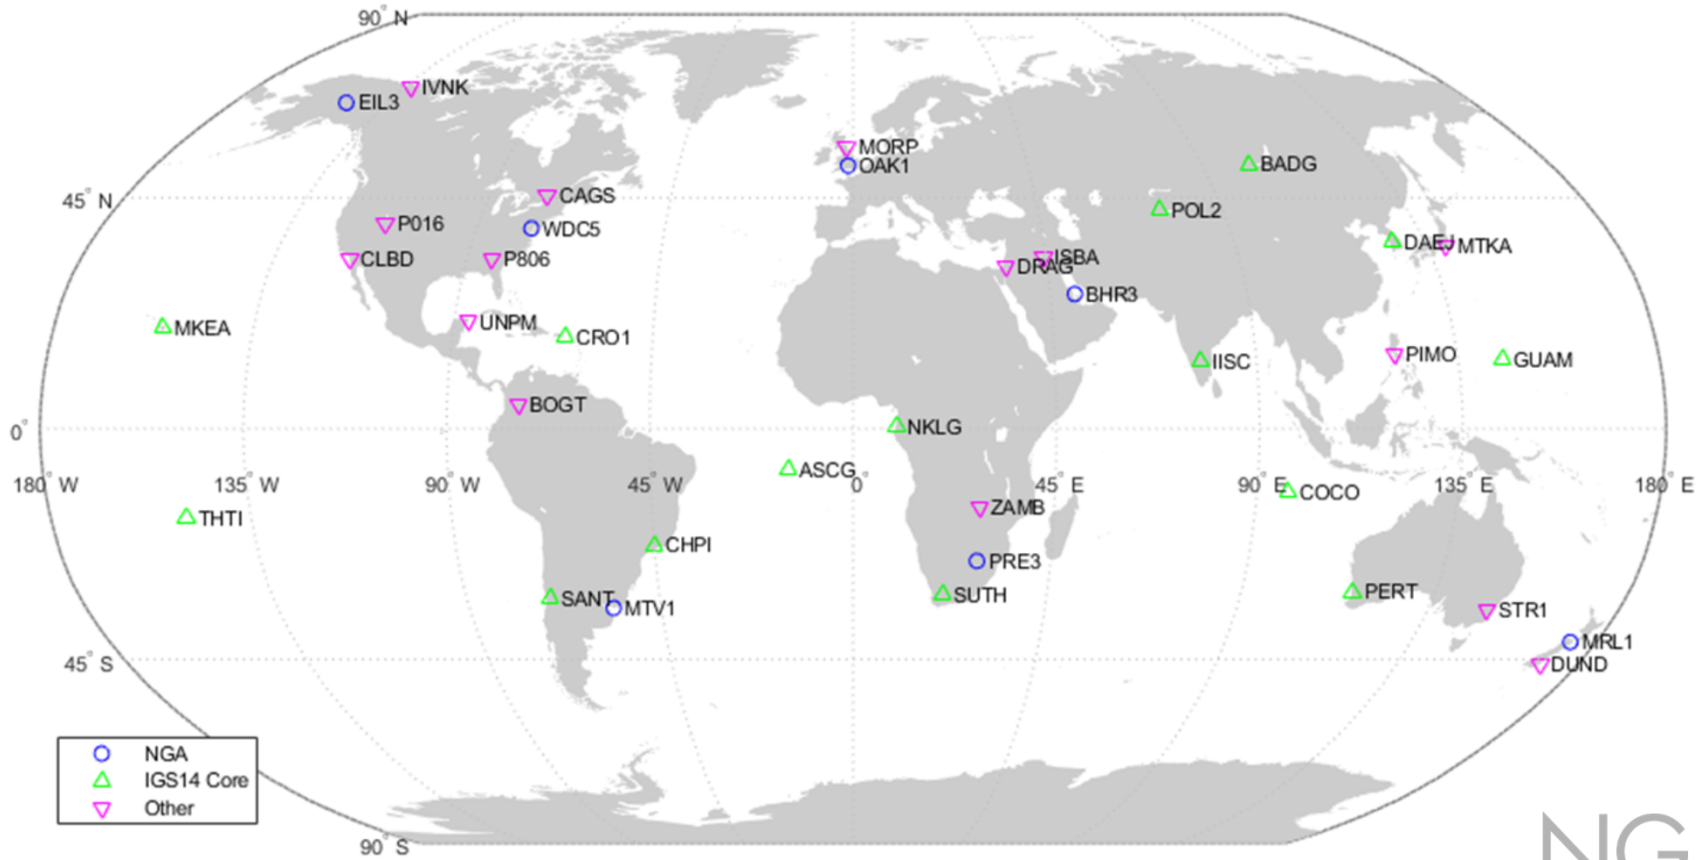 90° N
IVNK
EIL3
MORP
OAK1
BADG
45° N
CAGS
POL2
P016
WDC5
DAEJ
MTKA
CLBD
P806
ISBA
DRAG
BHR3
MKEA
UNPM
CRO1
IISC
PIMO
GUAM
BOGT
0°
NKLG
ASCG
180° W
135° W
90° W
45° W
0°
45° E
90° E
135° E
180° E
COCO
THTI
ZAMB
CHPI
PRE3
SANT
MTV1
SUTH
PERT
STR1
MRL1
45° S
DUND
NGA
IGS14 Core
Other
90° S
NG